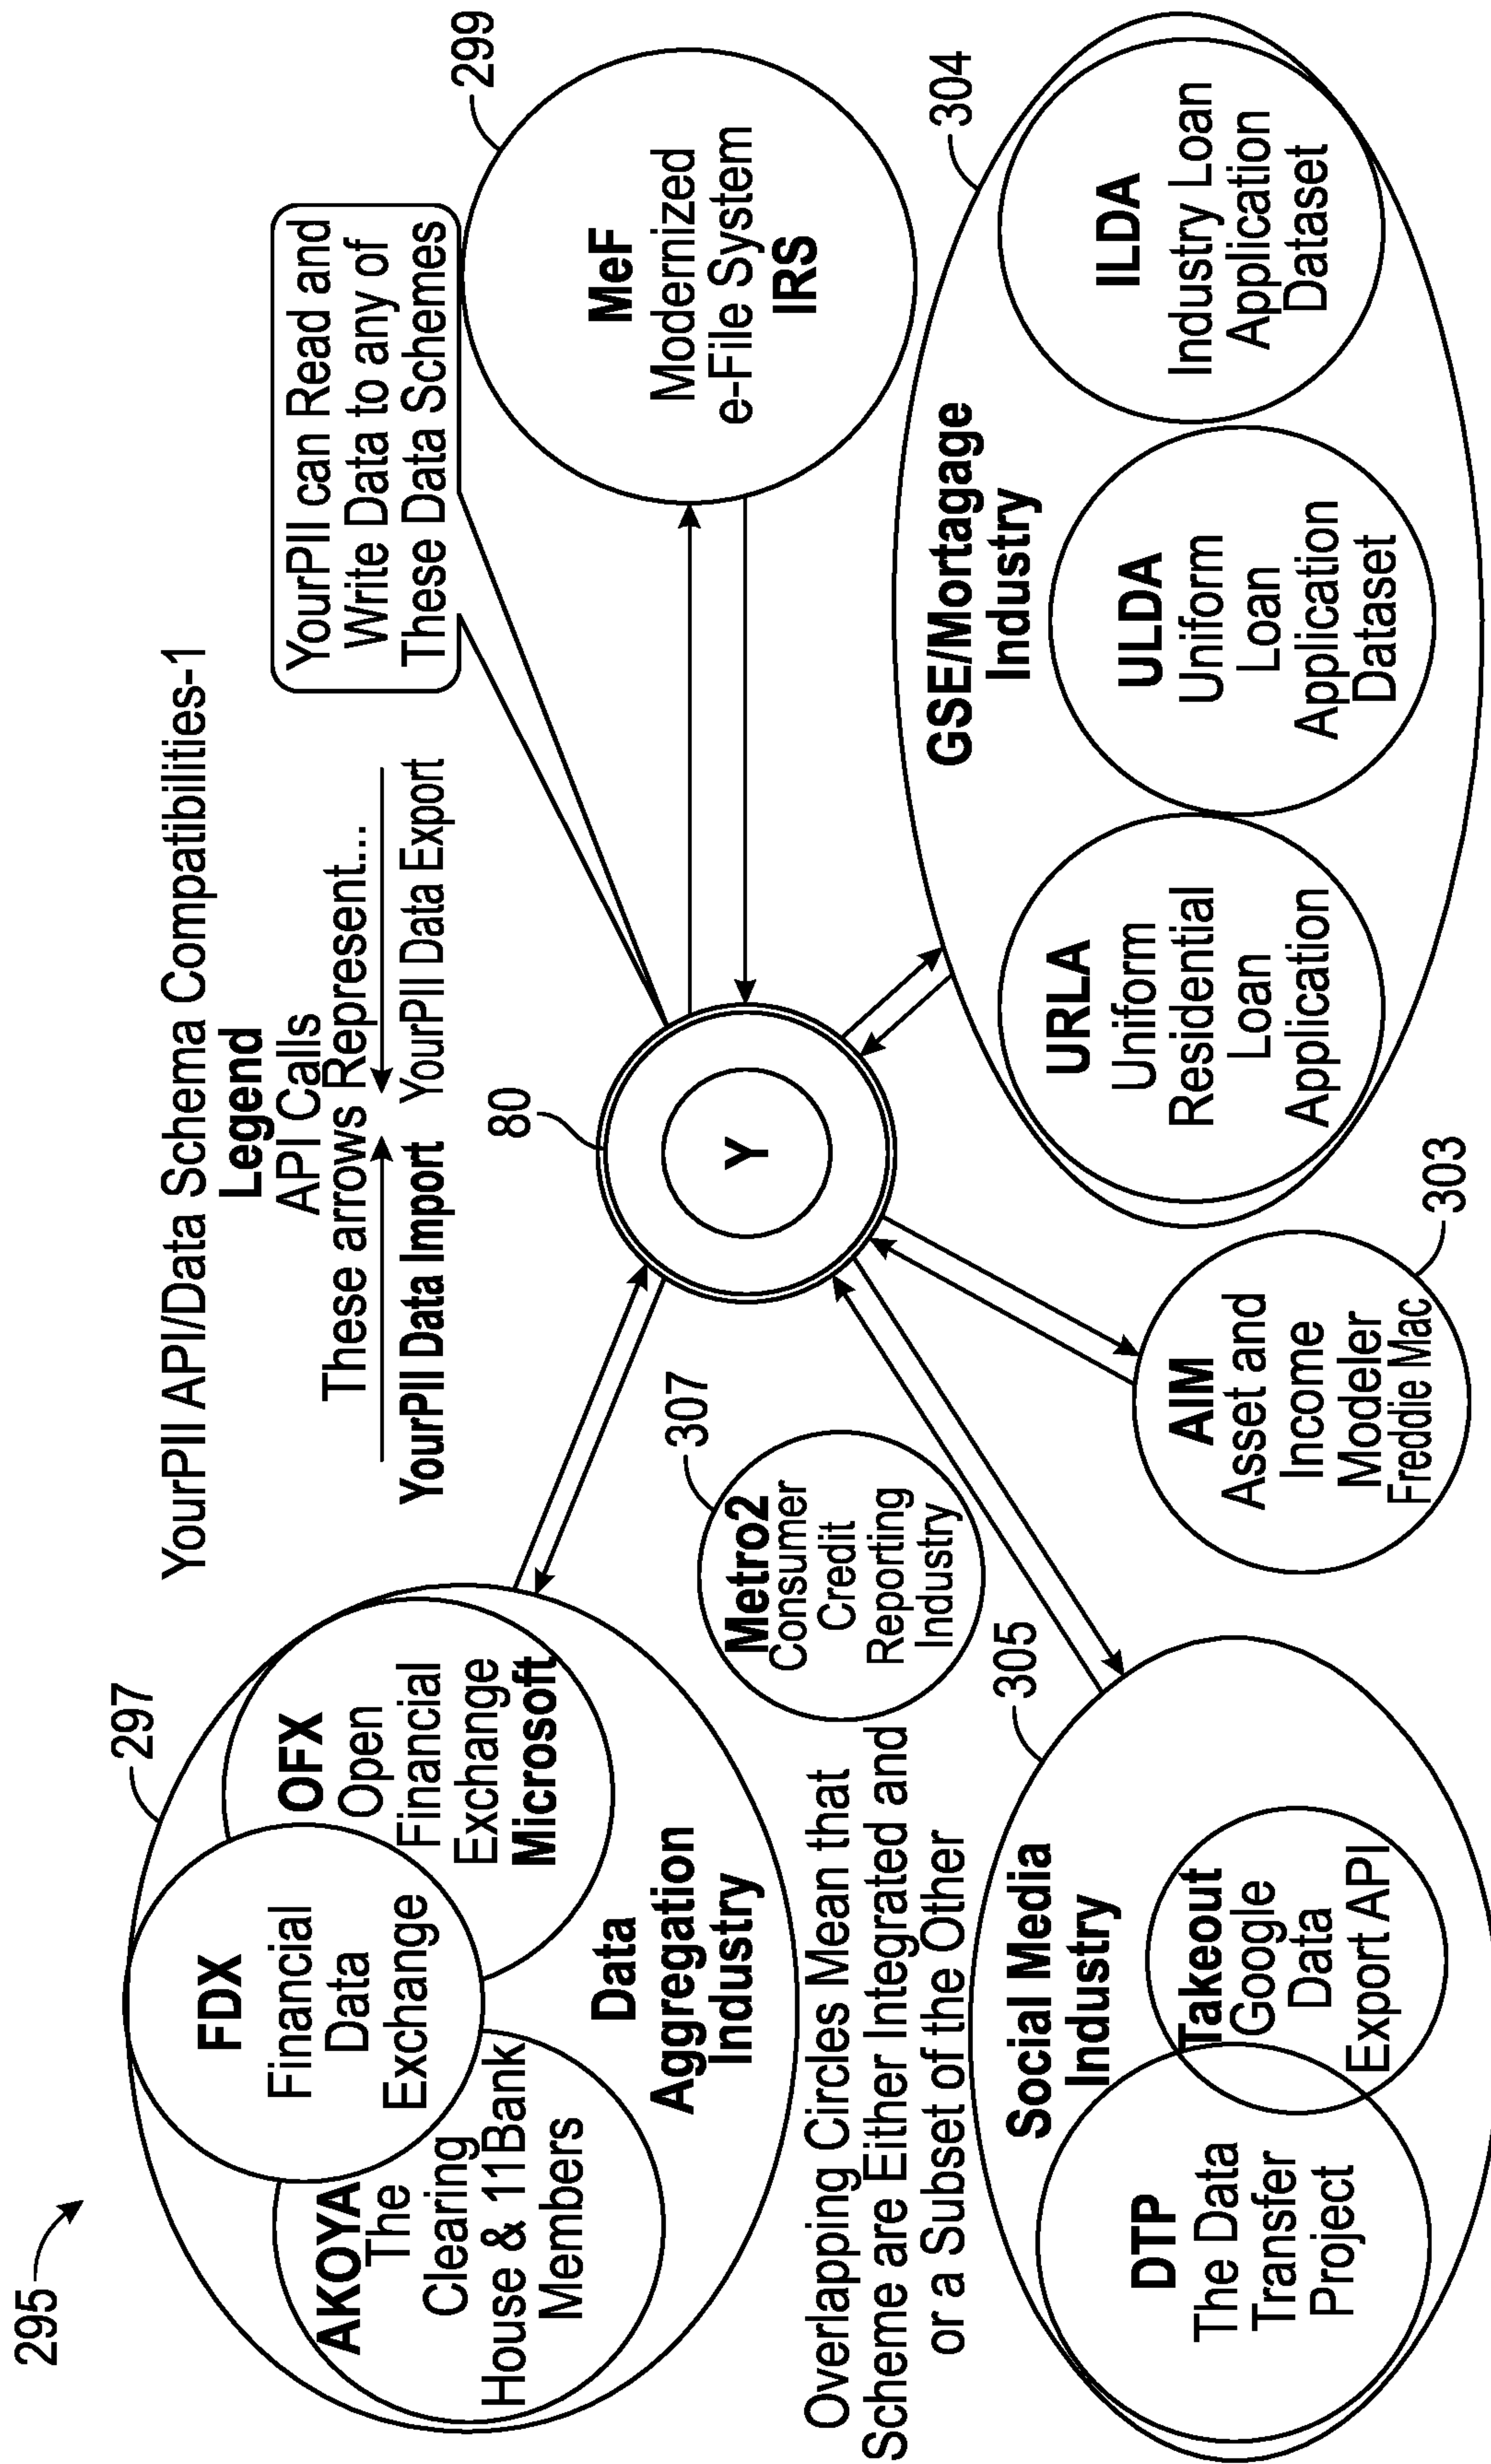 295
YourPII API/Data Schema Compatibilities-1
Legend
API Calls
These arrows Represent...
YourPII Data Import
YourPII Data Export
YourPII can Read and
Write Data to any of
These Data Schemes
297
FDX
Financial
Data
Exchange
OFX
Open
Financial
Exchange
Microsoft
AKOYA
The
Clearing
House & 11Bank
Members
Data
Aggregation
Industry
80
Y
299
MeF
Modernized
e-File System
IRS
307
Metro2
Consumer
Credit
Reporting
Industry
Overlapping Circles Mean that
Scheme are Either Integrated and
or a Subset of the Other
305
Social Media
Industry
DTP
The Data
Transfer
Project
Takeout
Google
Data
Export API
303
AIM
Asset and
Income
Modeler
Freddie Mac
304
GSE/Mortagage
Industry
URLA
Uniform
Residential
Loan
Application
ULDA
Uniform
Loan
Application
Dataset
ILDA
Industry Loan
Application
Dataset